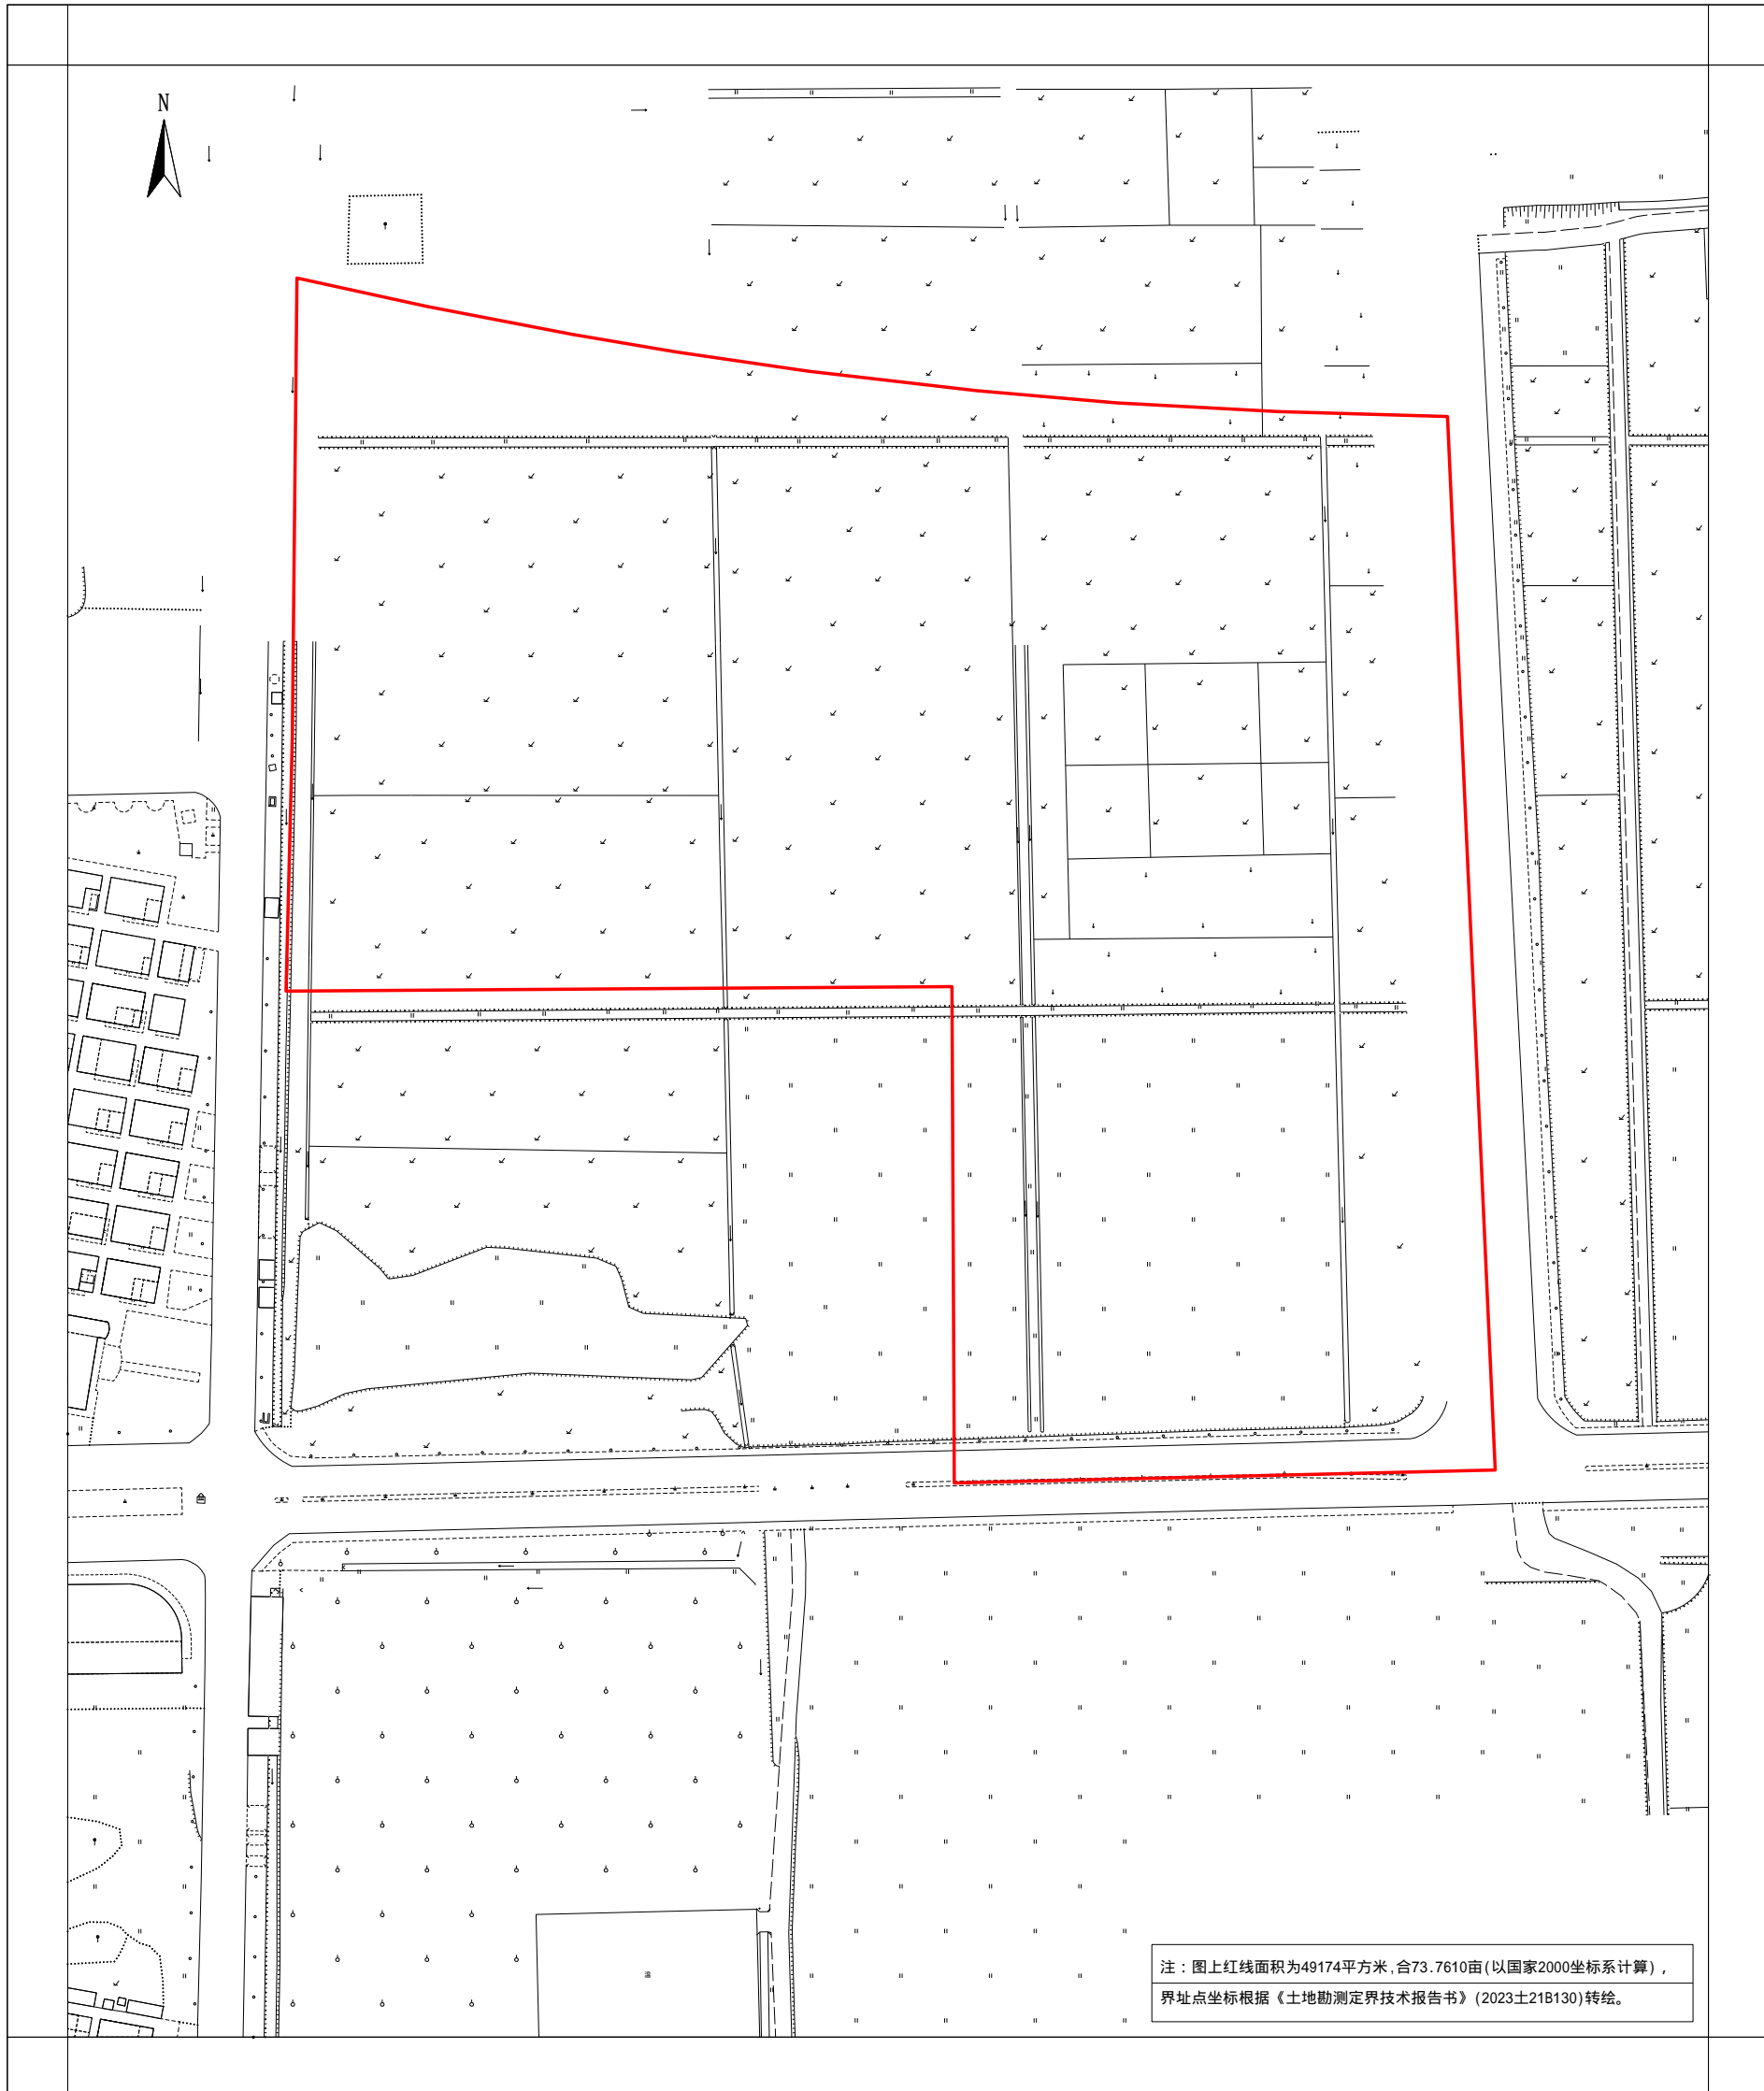 N
温
注：图上红线面积为49174平方米,合73.7610亩(以国家2000坐标系计算)，
界址点坐标根据《土地勘测定界技术报告书》(2023土21B130)转绘。